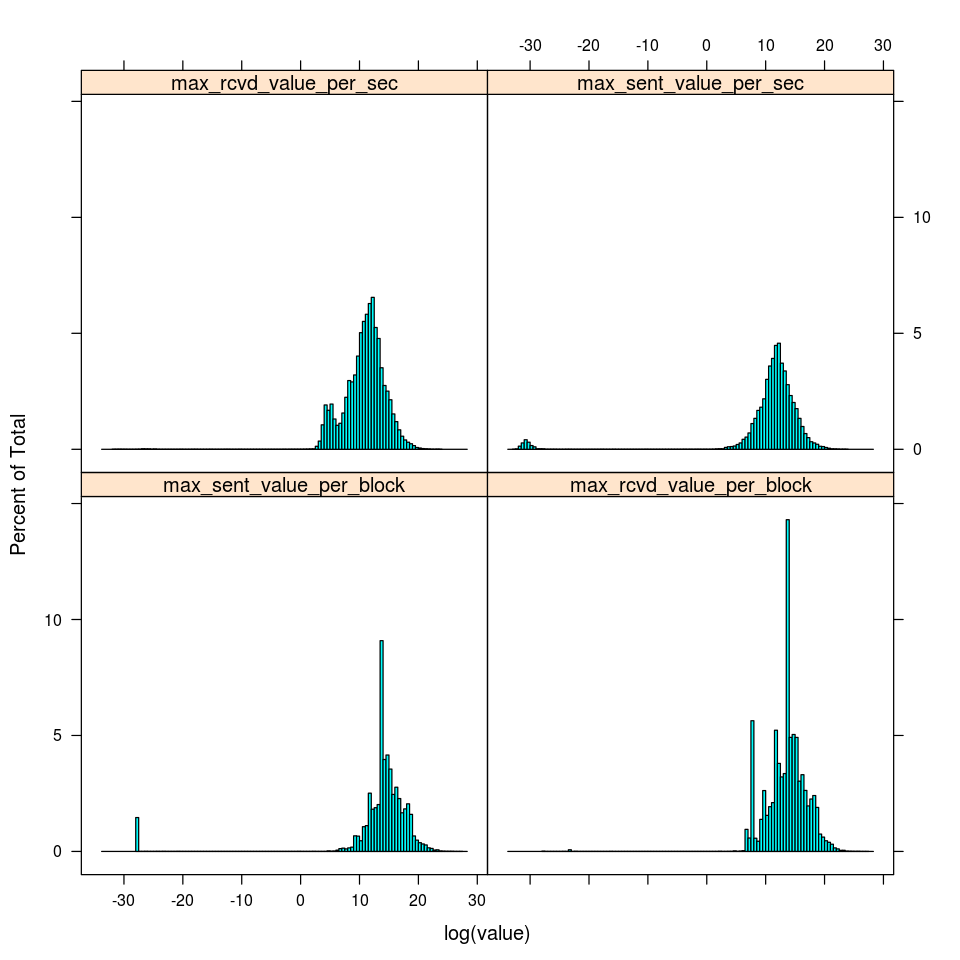 -30 -20 -10 0 10 20 30
max_rcvd_value_per_sec max_sent_value_per_sec
10
5
0
max_sent_value_per_block max_rcvd_value_per_block
10
5
0
-30 -20 -10 0 10 20 30
Percent of Total
log(value)